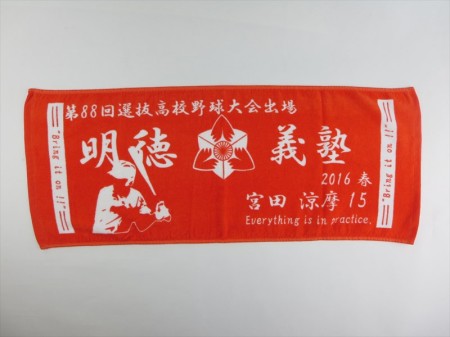 第88回選抜高校野球大会出場
"Bring it on !!"
明徳 義塾
2016 春
宮田 涼摩 15
Everything is in practice.
"Bring it on !!"